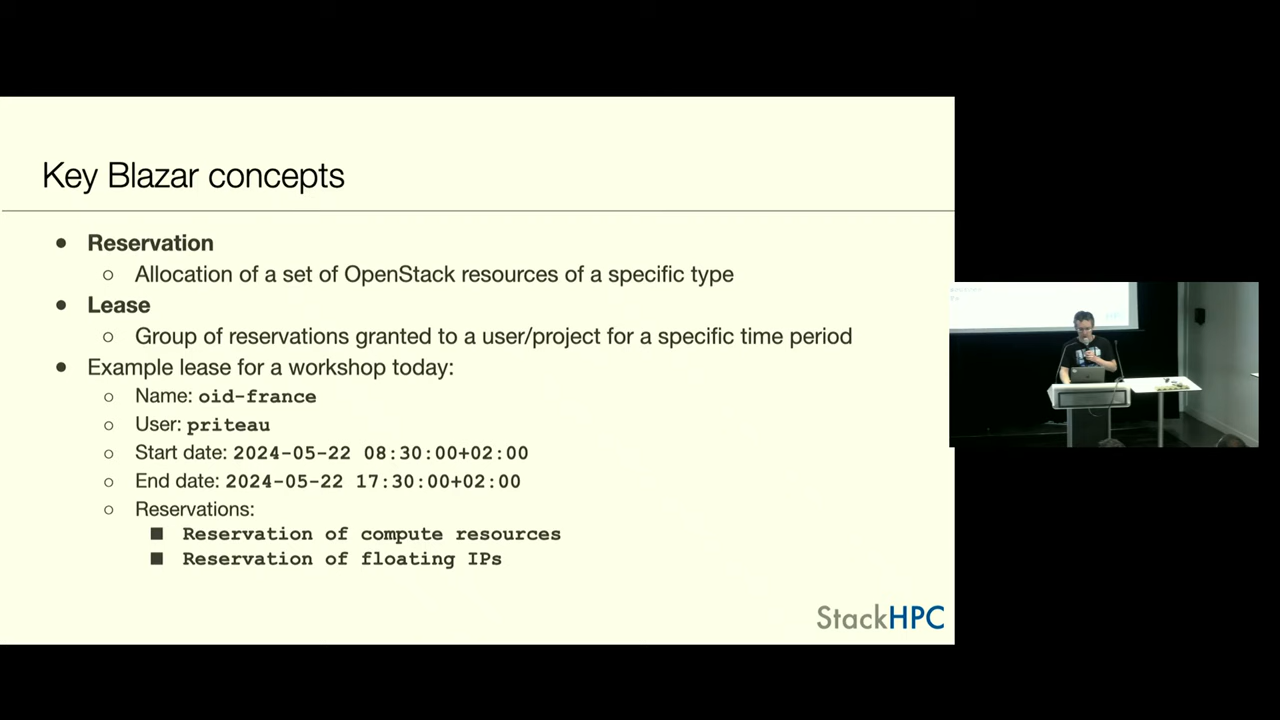 Key Blazar concepts
● Reservation
○ Allocation of a set of OpenStack resources of a specific type
● Lease
○ Group of reservations granted to a user/project for a specific time period
● Example lease for a workshop today:
○ Name: oid-france
○ User: priteau
○ Start date: 2024-05-22 08:30:00+02:00
○ End date: 2024-05-22 17:30:00+02:00
○ Reservations:
■ Reservation of compute resources
■ Reservation of floating IPs
StackHPC